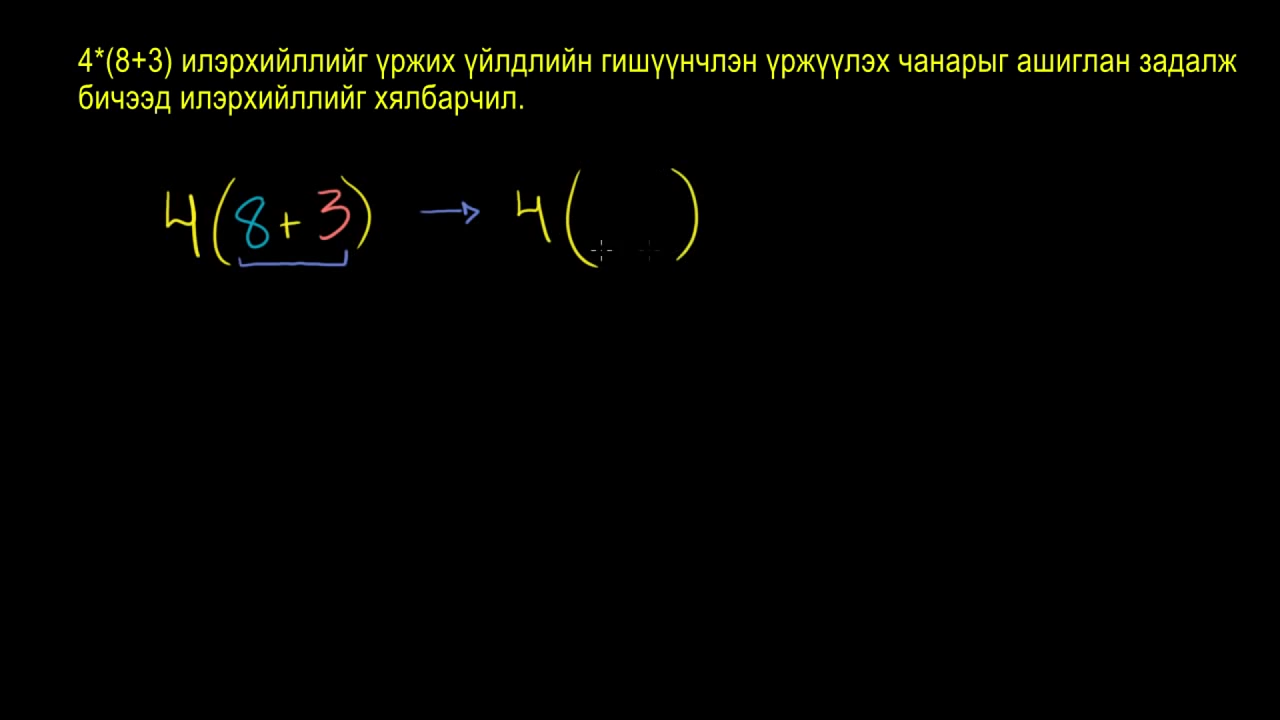 4*(8+3) илэрхийллийг үржих үйлдлийн гишүүнчлэн үржүүлэх чанарыг ашиглан задалж
бичээд илэрхийллийг хялбарчил.
4(8+3) → 4( )